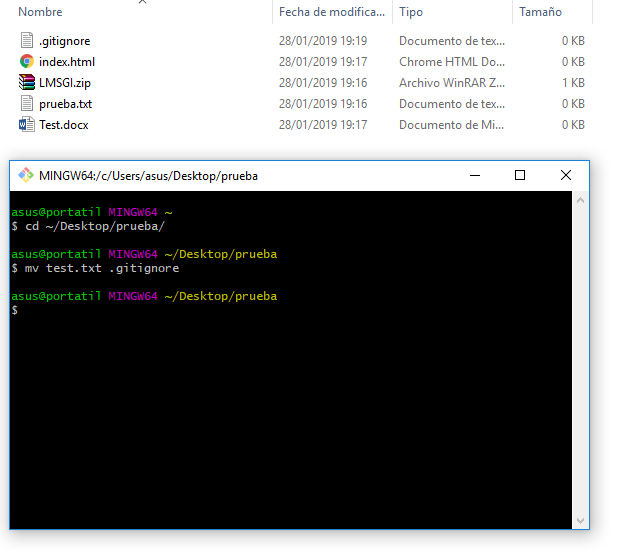 Name Fecha de modifica... Tipo Tamaño
.gitignore 28/01/2019 19:19 Documento de tex... 0 KB
index.html 28/01/2019 19:17 Chrome HTML Do... 0 KB
LMSGI.zip 28/01/2019 19:16 Archivo WinRAR Z... 1 KB
prueba.txt 28/01/2019 19:16 Documento de tex... 0 KB
Test.docx 28/01/2019 19:17 Documento de Mi... 0 KB
MINGW64:/c/Users/asus/Desktop/prueba
asus@portatil MINGW64 ~
$ cd ~/Desktop/prueba/
asus@portatil MINGW64 ~/Desktop/prueba
$ mv test.txt .gitignore
asus@portatil MINGW64 ~/Desktop/prueba
$